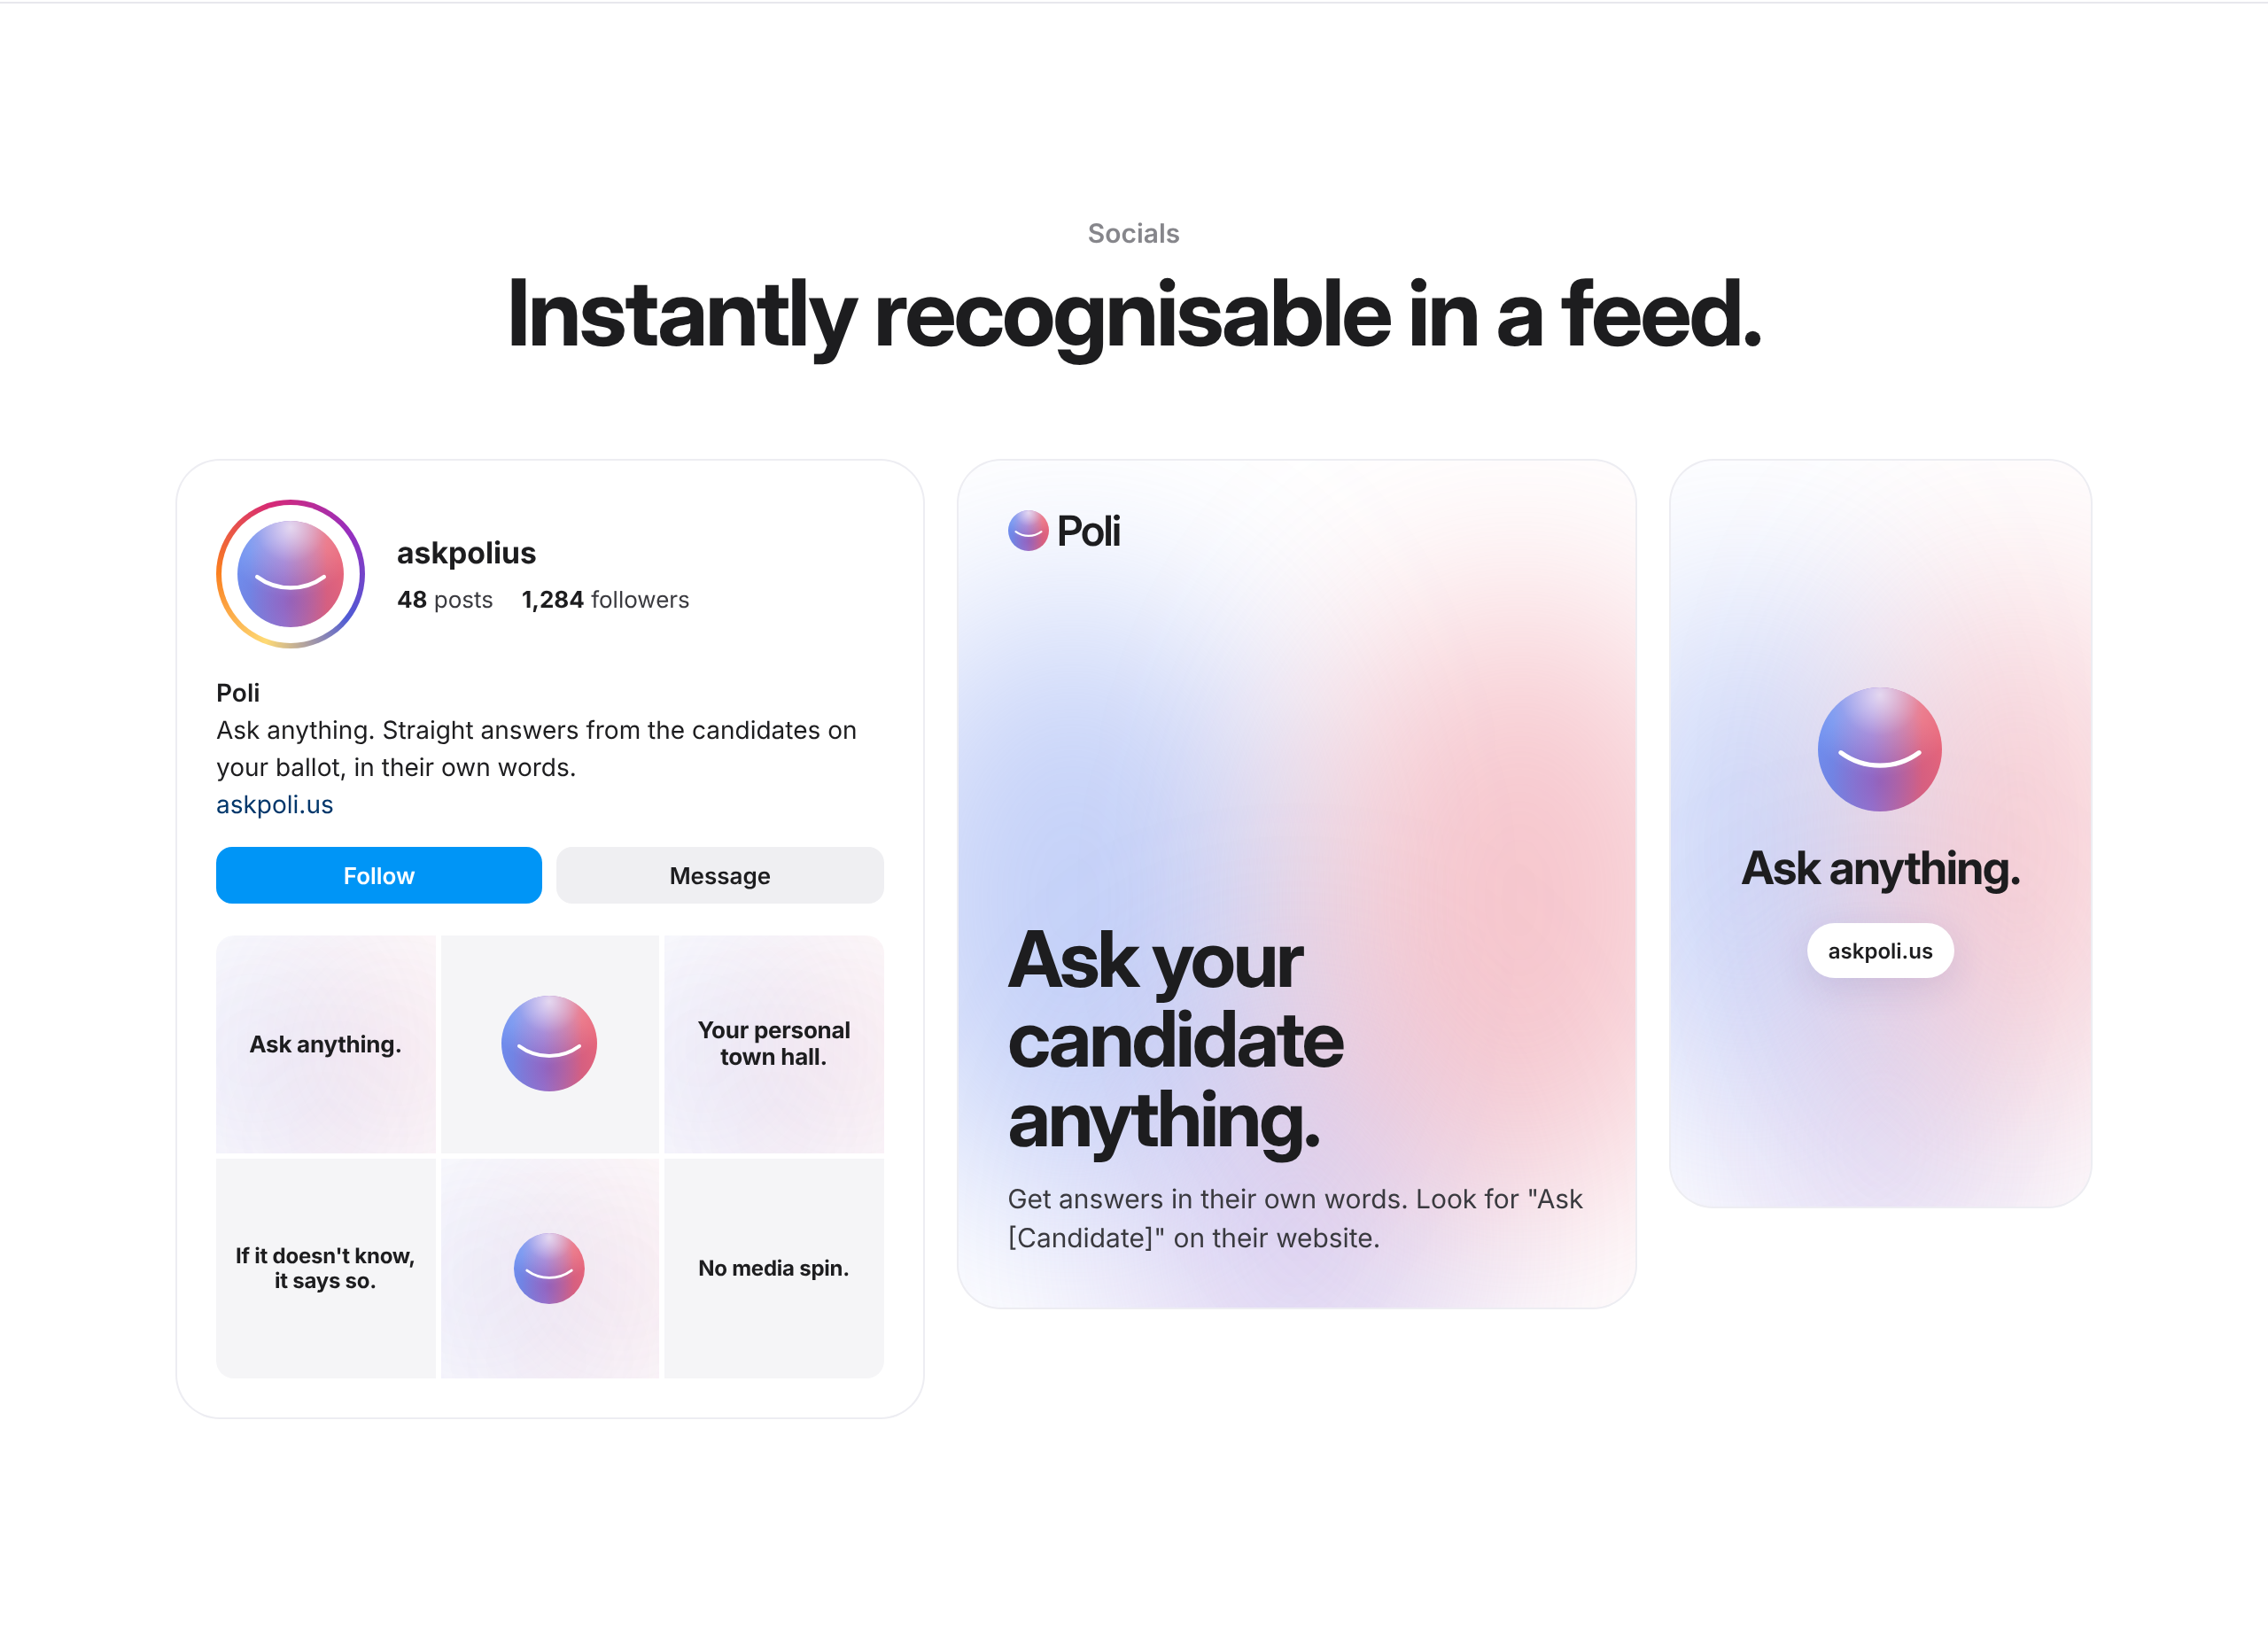 Socials
Instantly recognisable in a feed.
askpolius
48 posts 1,284 followers
Poli
Ask anything. Straight answers from the candidates on
your ballot, in their own words.
askpoli.us
Follow
Message
Ask anything.
Your personal
town hall.
If it doesn't know,
it says so.
No media spin.
Poli
Ask your
candidate
anything.
Get answers in their own words. Look for "Ask
[Candidate]" on their website.
Ask anything.
askpoli.us